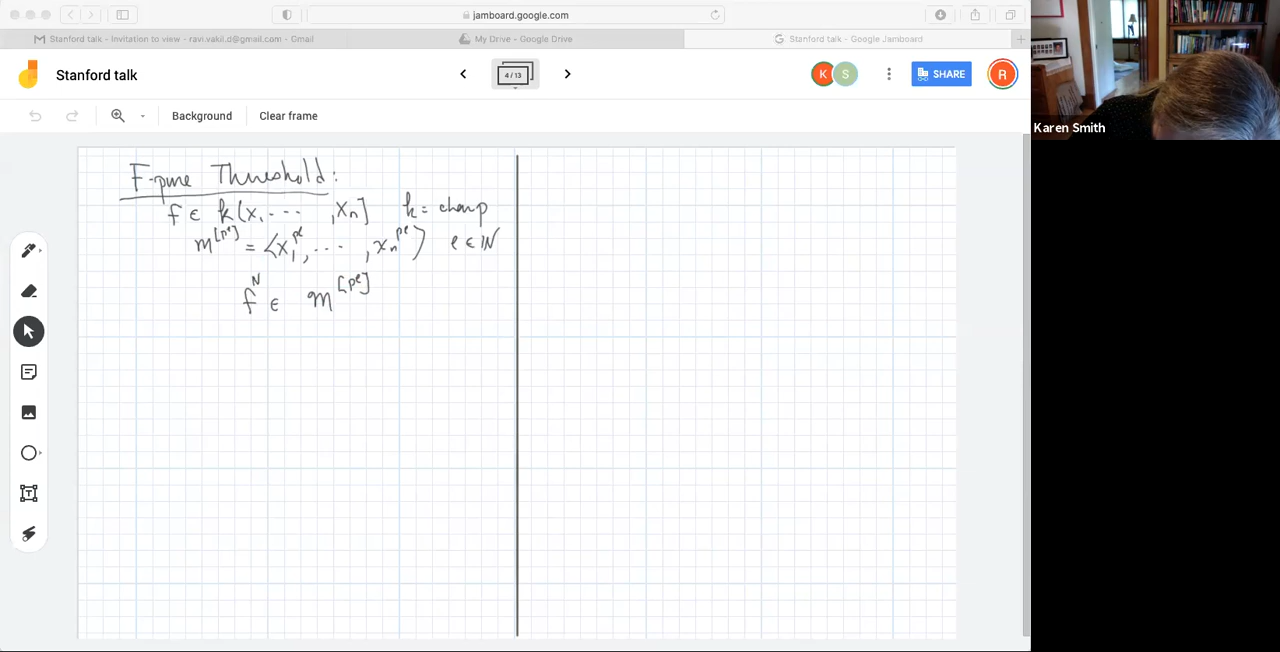 jamboard.google.com
Stanford talk - Invitation to view - ravi.vakil.d@gmail.com - Gmail
My Drive - Google Drive
Stanford talk - Google Jamboard
Stanford talk
4 / 13
K
S
SHARE
R
Background
Clear frame
Karen Smith
F-pure Threshold:
f ∈ k[x₁ ... , xₙ] k = char p
m^[pᵉ] = ⟨x₁^pᵉ, ... , xₙ^pᵉ⟩ e ∈ ℕ
f^N ∈ m^[pᵉ]